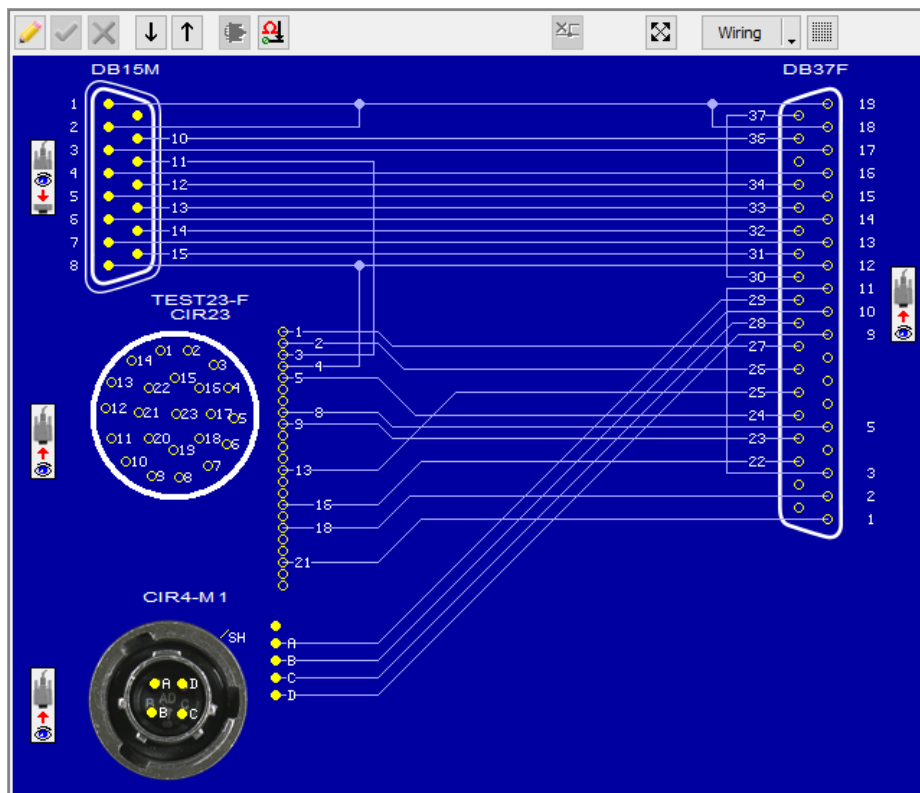 Wiring
DB15M DB37F
1 19
37
2 18
10 36
3 17
11
4 16
12 34
5 15
13 33
6 14
14 32
7 13
15 31
8 12
30
11
29
10
28
9
TEST23-F
CIR23
1 27
2
3 26
4
5 25
24
8 5
9 23
13 22
3
16 2
18 1
21
1 2
14 3
15
13 22 16 4
12 21 23 17 5
11 20 18 6
19
10 7
9 8
CIR4-M1
SH
A
B
C
D
A D
B C